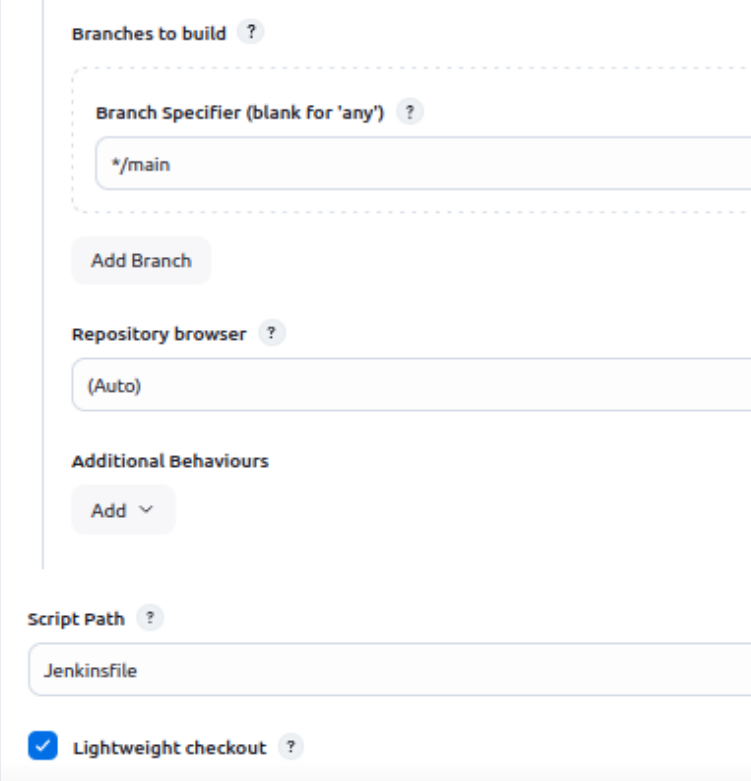 Branches to build ?
Branch Specifier (blank for 'any') ?
*/main
Add Branch
Repository browser ?
(Auto)
Additional Behaviours
Add
Script Path ?
Jenkinsfile
Lightweight checkout ?